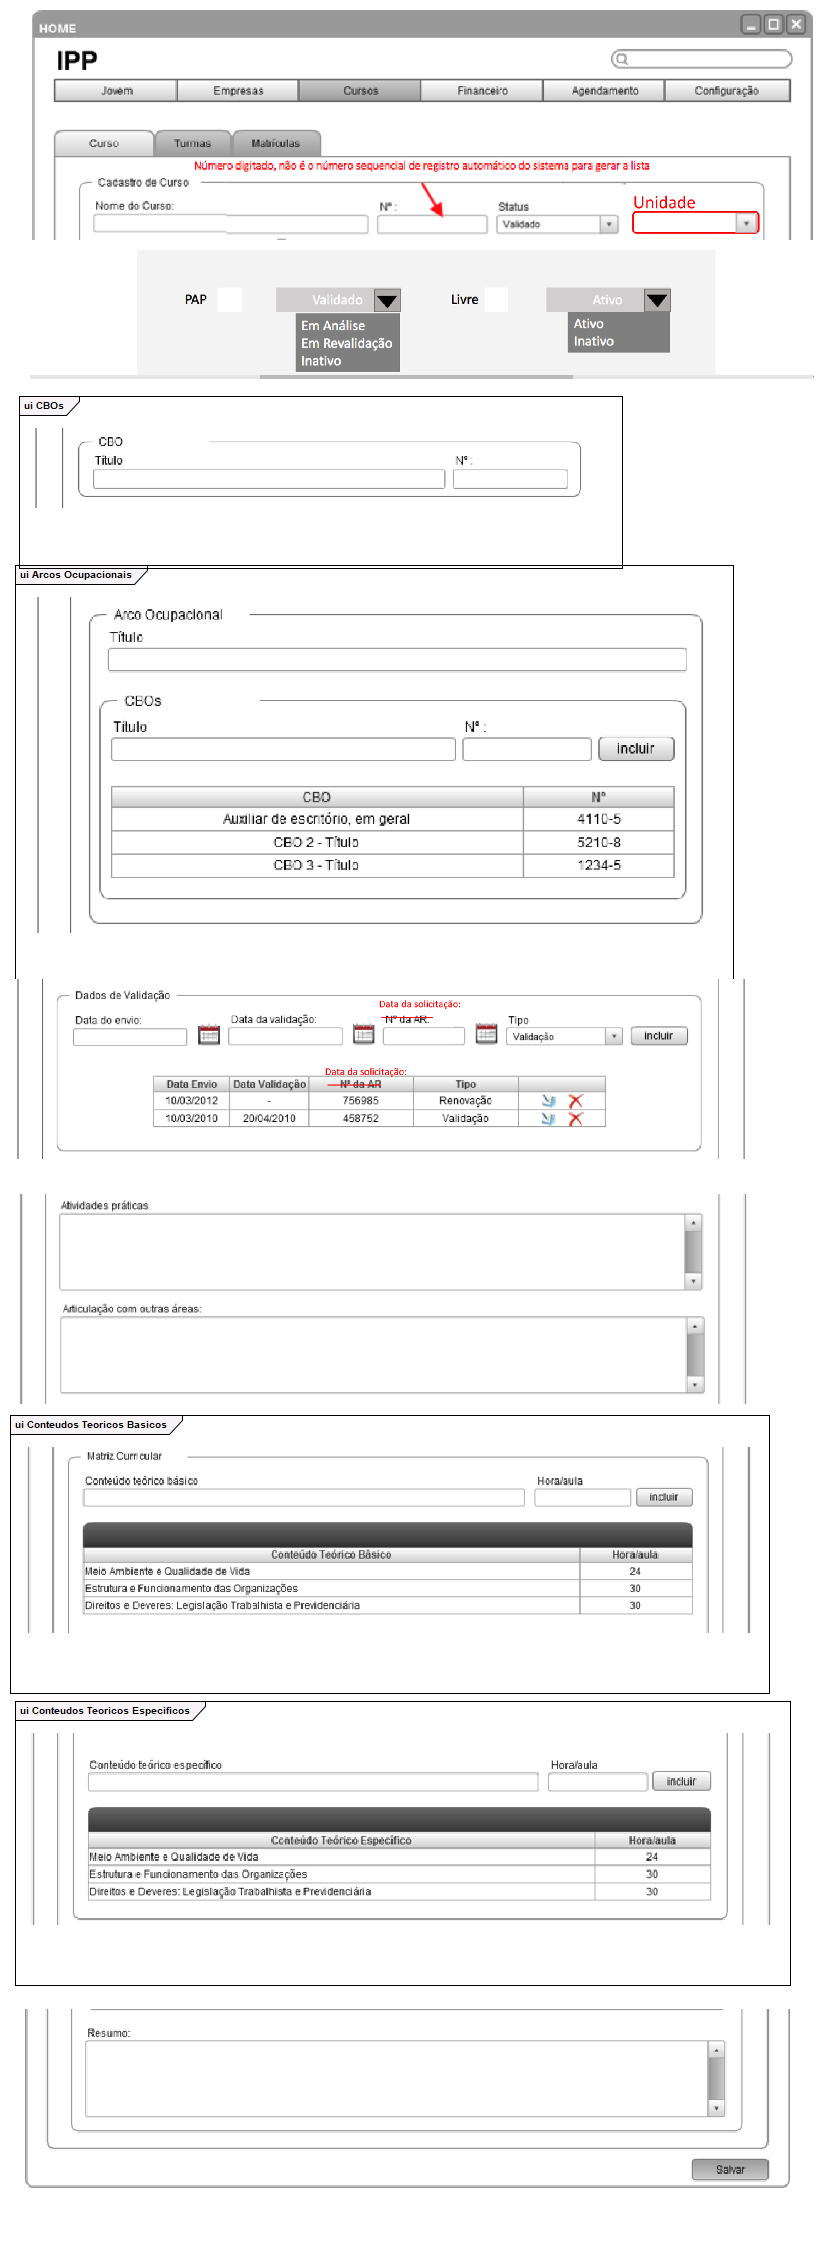 HOME
IPP
Jovem Empresas Cursos Financeiro Agendamento Configuração
Curso Turmas Matrículas
Número digitado, não é o número sequencial de registro automático do sistema para gerar a lista
Cadastro de Curso
Nome do Curso: Nº : Status Unidade
Validado
PAP Validado Livre Ativo
Em Análise Ativo
Em Revalidação Inativo
Inativo
ui CBOs
CBO
Título Nº :
ui Arcos Ocupacionais
Arco Ocupacional
Título
CBOs
Título Nº :
incluir
CBO Nº
Auxiliar de escritório, em geral 4110-5
CBO 2 - Título 5210-8
CBO 3 - Título 1234-5
Dados de Validação
Data da solicitação:
Data do envio: Data da validação: Nº da AR: Tipo
Validação incluir
Data da solicitação:
Data Envio Data Validação Nº da AR Tipo
10/03/2012 - 756985 Renovação
10/03/2010 20/04/2010 458752 Validação
Atividades práticas
Articulação com outras áreas:
ui Conteudos Teoricos Basicos
Matriz Curricular
Conteúdo teórico básico Hora/aula
incluir
Conteúdo Teórico Básico Hora/aula
Meio Ambiente e Qualidade de Vida 24
Estrutura e Funcionamento das Organizações 30
Direitos e Deveres: Legislação Trabalhista e Previdenciária 30
ui Conteudos Teoricos Especificos
Conteúdo teórico específico Hora/aula
incluir
Conteúdo Teórico Específico Hora/aula
Meio Ambiente e Qualidade de Vida 24
Estrutura e Funcionamento das Organizações 30
Direitos e Deveres: Legislação Trabalhista e Previdenciária 30
Resumo:
Salvar